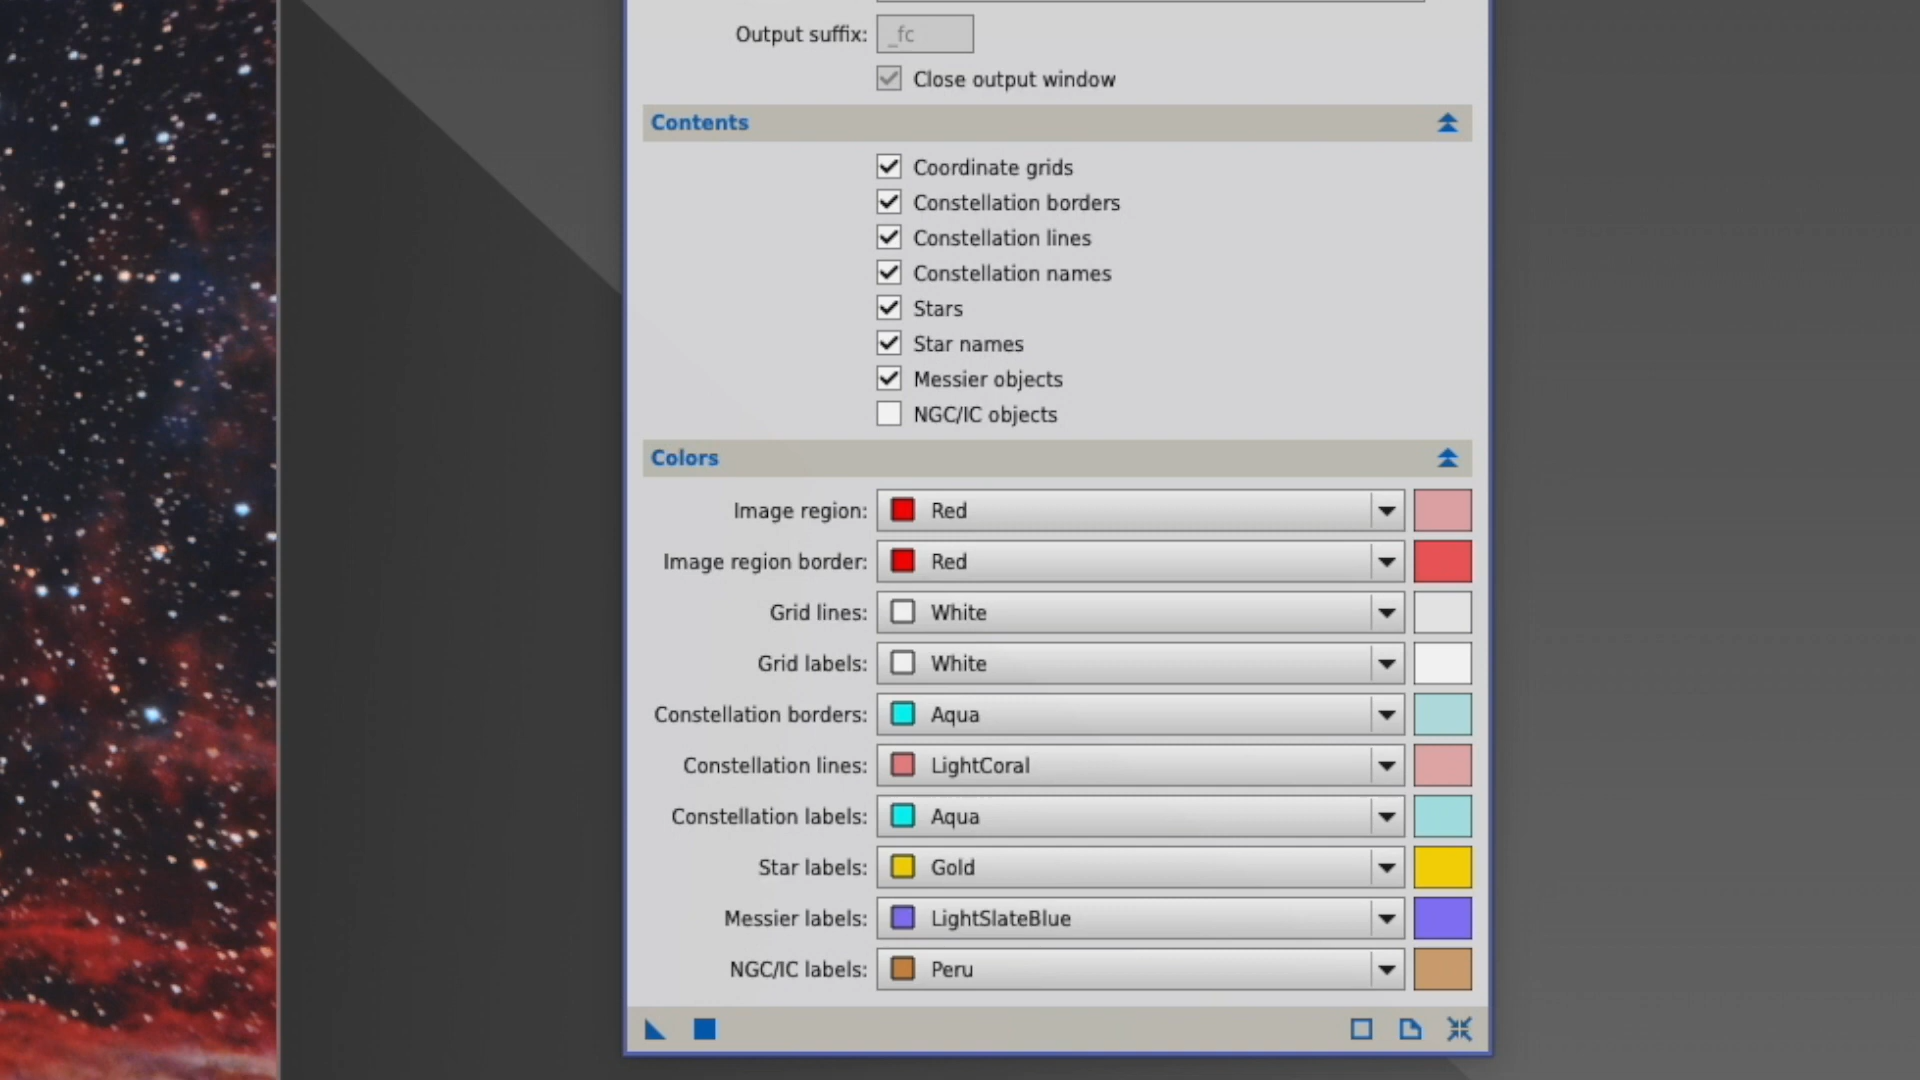 Output suffix: _fc
Close output window
Contents
Coordinate grids
Constellation borders
Constellation lines
Constellation names
Stars
Star names
Messier objects
NGC/IC objects
Colors
Image region: Red
Image region border: Red
Grid lines: White
Grid labels: White
Constellation borders: Aqua
Constellation lines: LightCoral
Constellation labels: Aqua
Star labels: Gold
Messier labels: LightSlateBlue
NGC/IC labels: Peru